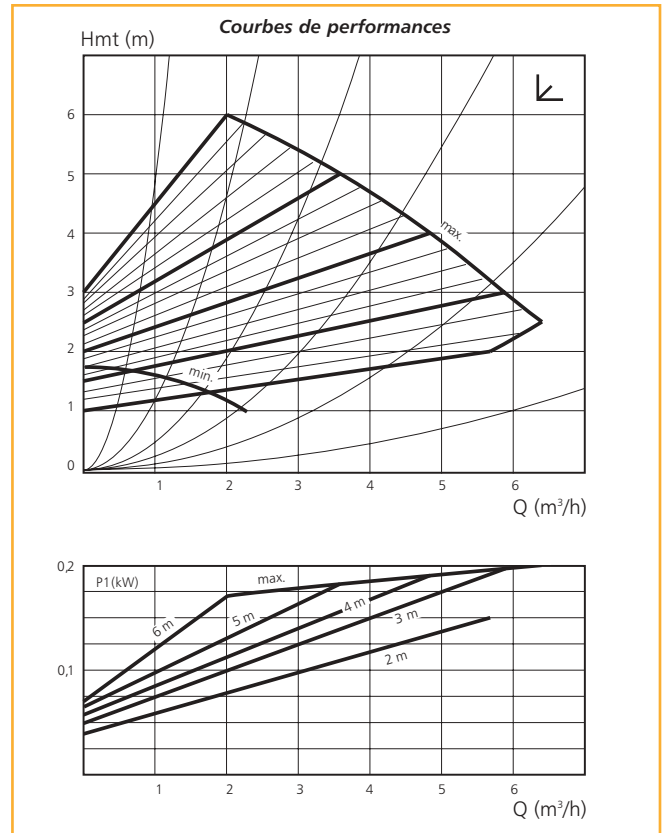 Courbes de performances
Hmt (m)
6
5
4
3
2
1
0
max.
min.
1 2 3 4 5 6
Q (m³/h)
0,2
P1(kW)
max.
6 m
5 m
4 m
3 m
2 m
0,1
1 2 3 4 5 6
Q (m³/h)